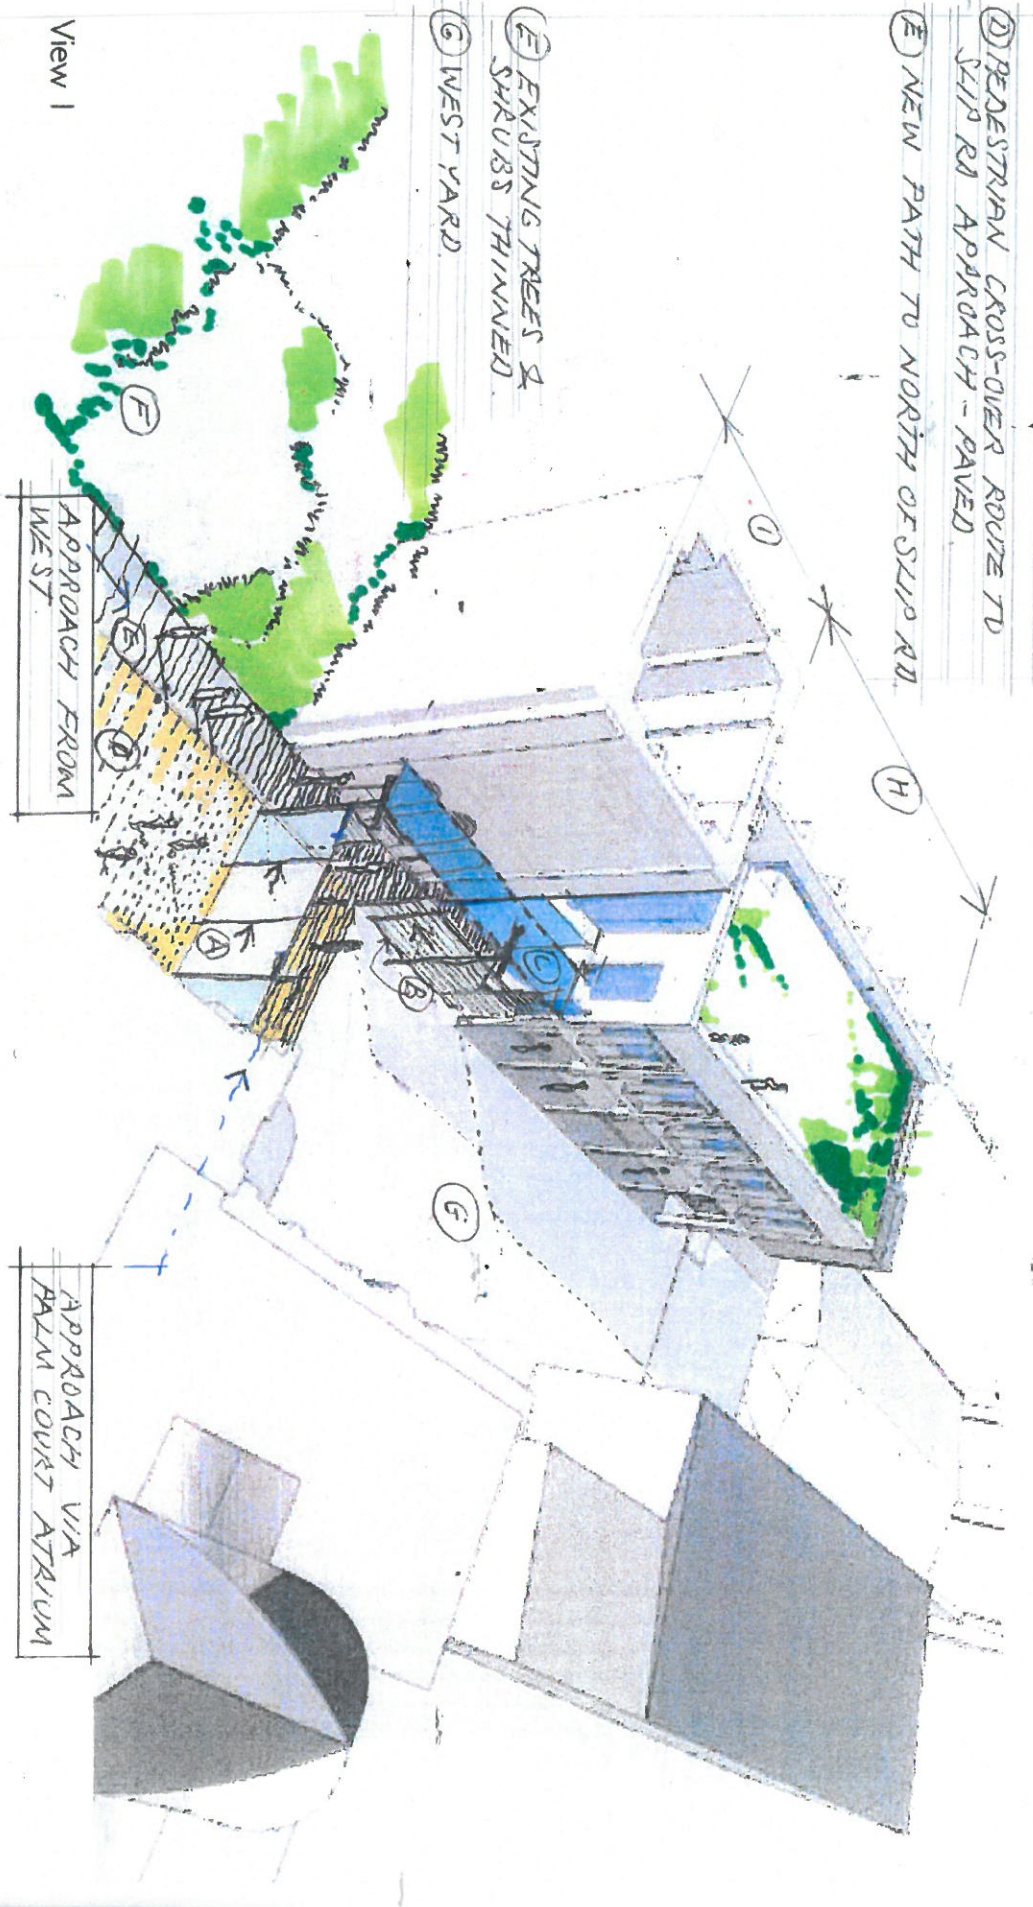 Ⓓ PEDESTRIAN CROSS-OVER ROUTE TO
SLIP RD APPROACH - PAVED.
Ⓔ NEW PATH TO NORTH OF SLIP RD.
Ⓔ EXISTING TREES &
SHRUBS THINNED.
Ⓖ WEST YARD.
View 1
I
H
F
E
D
A
B
C
G
APPROACH FROM
WEST
APPROACH VIA
PALM COURT ATRIUM